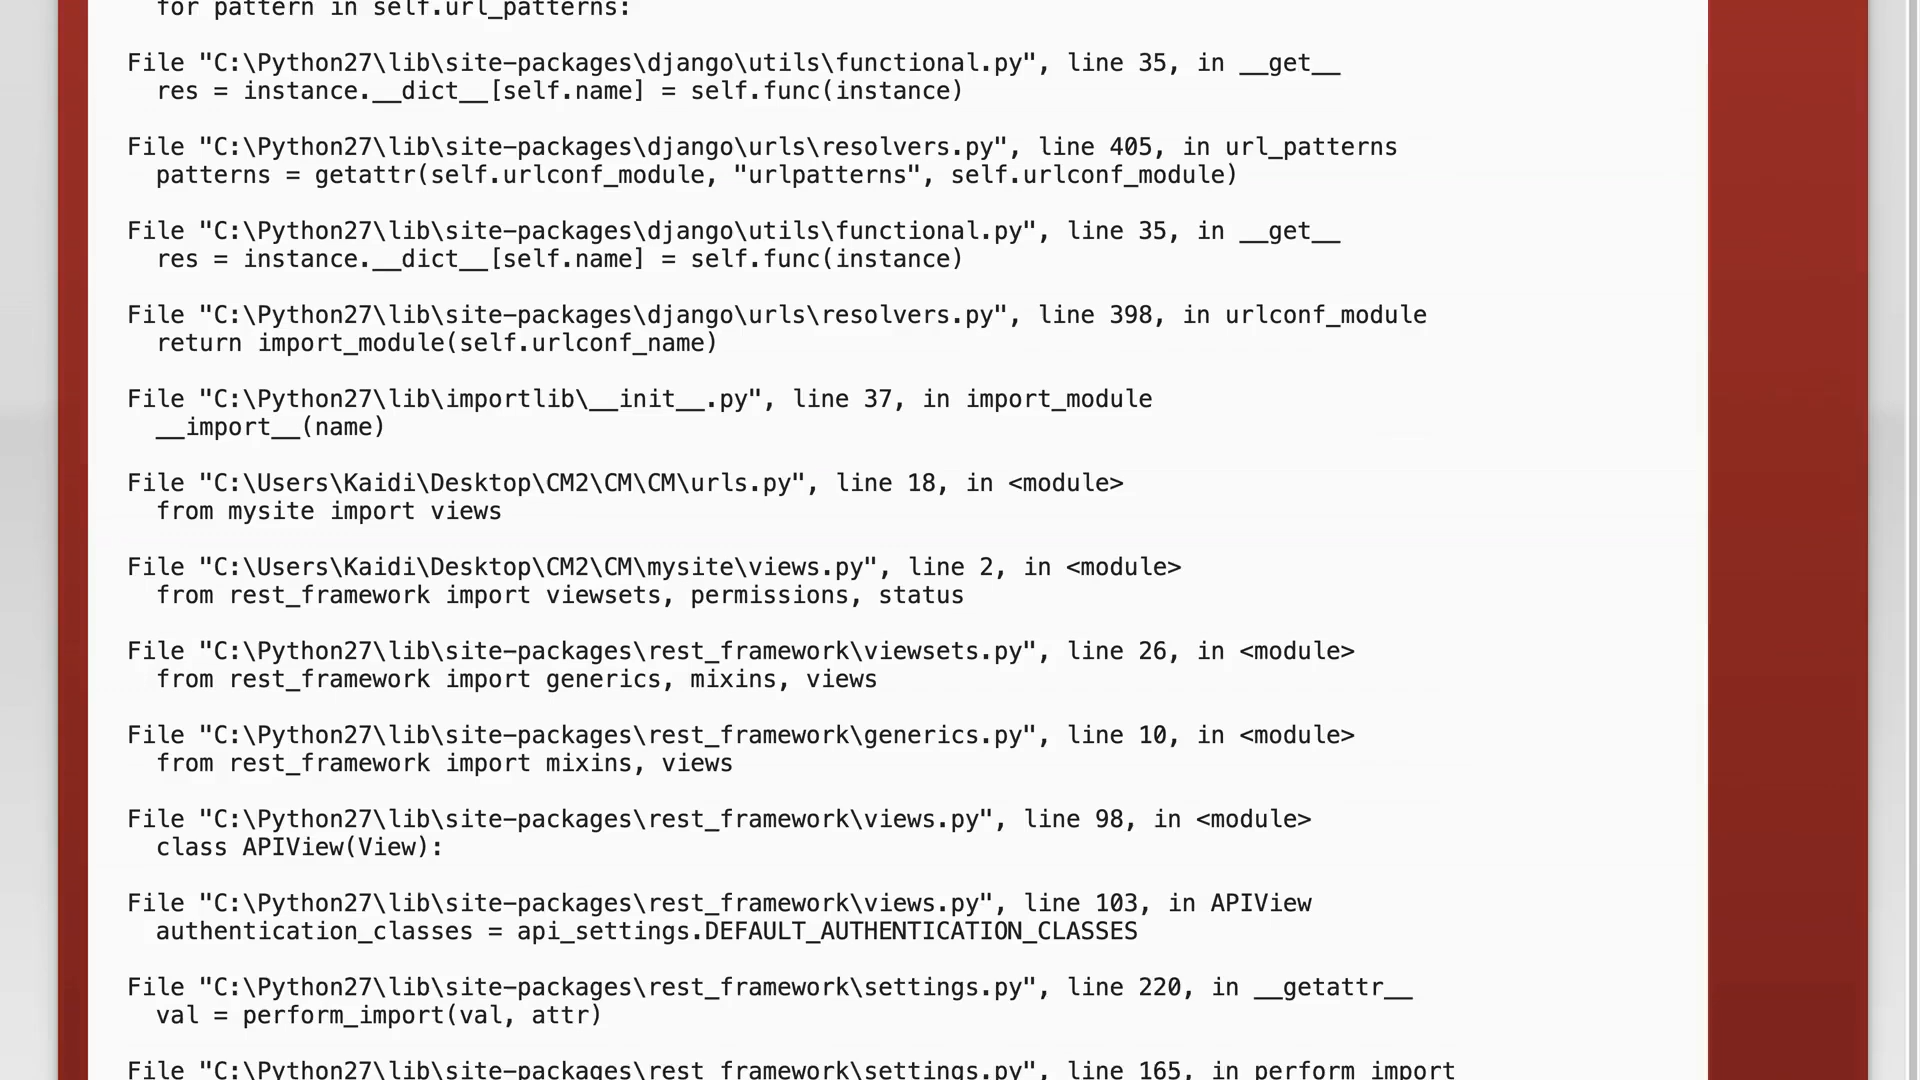 for pattern in self.url_patterns:
File "C:\Python27\lib\site-packages\django\utils\functional.py", line 35, in __get__
res = instance.__dict__[self.name] = self.func(instance)
File "C:\Python27\lib\site-packages\django\urls\resolvers.py", line 405, in url_patterns
patterns = getattr(self.urlconf_module, "urlpatterns", self.urlconf_module)
File "C:\Python27\lib\site-packages\django\utils\functional.py", line 35, in __get__
res = instance.__dict__[self.name] = self.func(instance)
File "C:\Python27\lib\site-packages\django\urls\resolvers.py", line 398, in urlconf_module
return import_module(self.urlconf_name)
File "C:\Python27\lib\importlib\__init__.py", line 37, in import_module
__import__(name)
File "C:\Users\Kaidi\Desktop\CM2\CM\CM\urls.py", line 18, in <module>
from mysite import views
File "C:\Users\Kaidi\Desktop\CM2\CM\mysite\views.py", line 2, in <module>
from rest_framework import viewsets, permissions, status
File "C:\Python27\lib\site-packages\rest_framework\viewsets.py", line 26, in <module>
from rest_framework import generics, mixins, views
File "C:\Python27\lib\site-packages\rest_framework\generics.py", line 10, in <module>
from rest_framework import mixins, views
File "C:\Python27\lib\site-packages\rest_framework\views.py", line 98, in <module>
class APIView(View):
File "C:\Python27\lib\site-packages\rest_framework\views.py", line 103, in APIView
authentication_classes = api_settings.DEFAULT_AUTHENTICATION_CLASSES
File "C:\Python27\lib\site-packages\rest_framework\settings.py", line 220, in __getattr__
val = perform_import(val, attr)
File "C:\Python27\lib\site-packages\rest_framework\settings.py", line 165, in perform_import